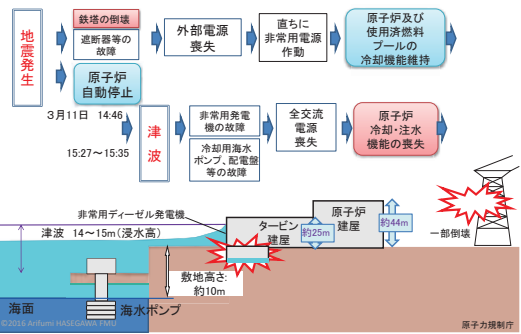 地震発生
鉄塔の倒壊
遮断器等の
故障
原子炉
自動停止
外部電源
喪失
直ちに
非常用電源
作動
原子炉及び
使用済燃料
プールの
冷却機能維持
3月11日 14:46
15:27～15:35
津波
非常用発電
機の故障
冷却用海水
ポンプ、配電盤
等の故障
全交流
電源
喪失
原子炉
冷却・注水
機能の喪失
非常用ディーゼル発電機
津波 14～15m(浸水高)
タービン
建屋
約25m
原子炉
建屋
約44m
一部倒壊
敷地高さ:
約10m
海面
海水ポンプ
©2016 Arifumi HASEGAWA FMU
原子力規制庁